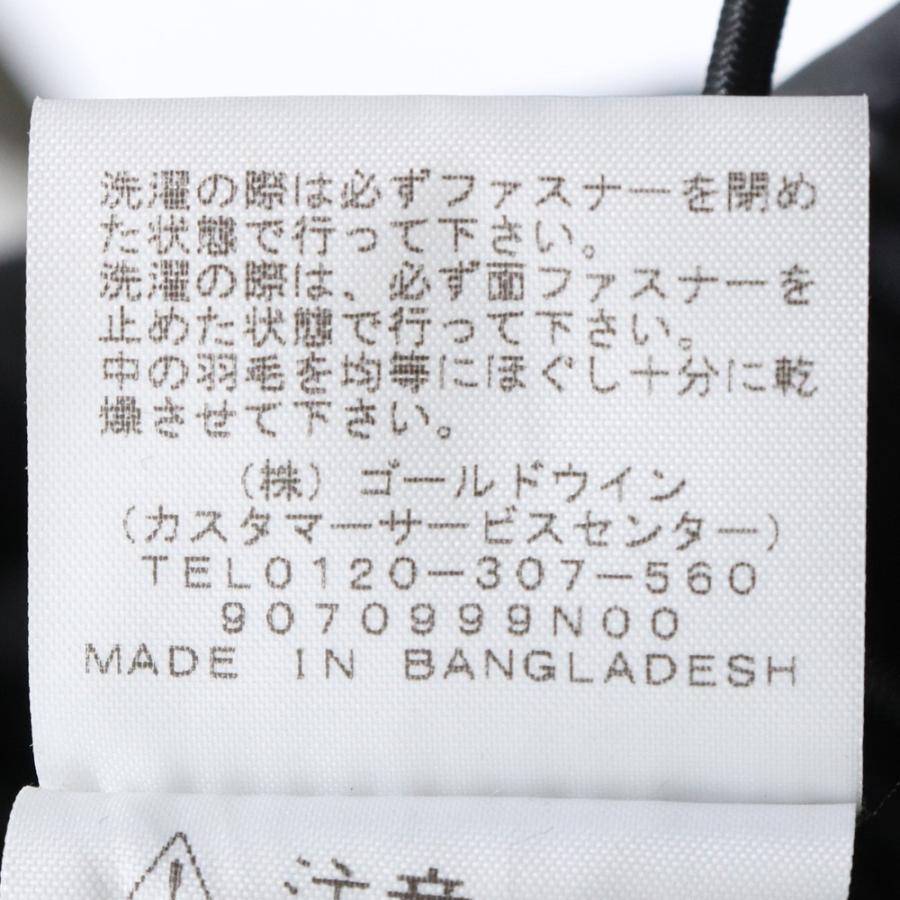 洗濯の際は必ずファスナーを閉め
た状態で行って下さい。
洗濯の際は、必ず面ファスナーを
止めた状態で行って下さい。
中の羽毛を均等にほぐし十分に乾
燥させて下さい。
(株) ゴールドウイン
(カスタマーサービスセンター)
TEL0120-307-560
9070999N00
MADE IN BANGLADESH
注意